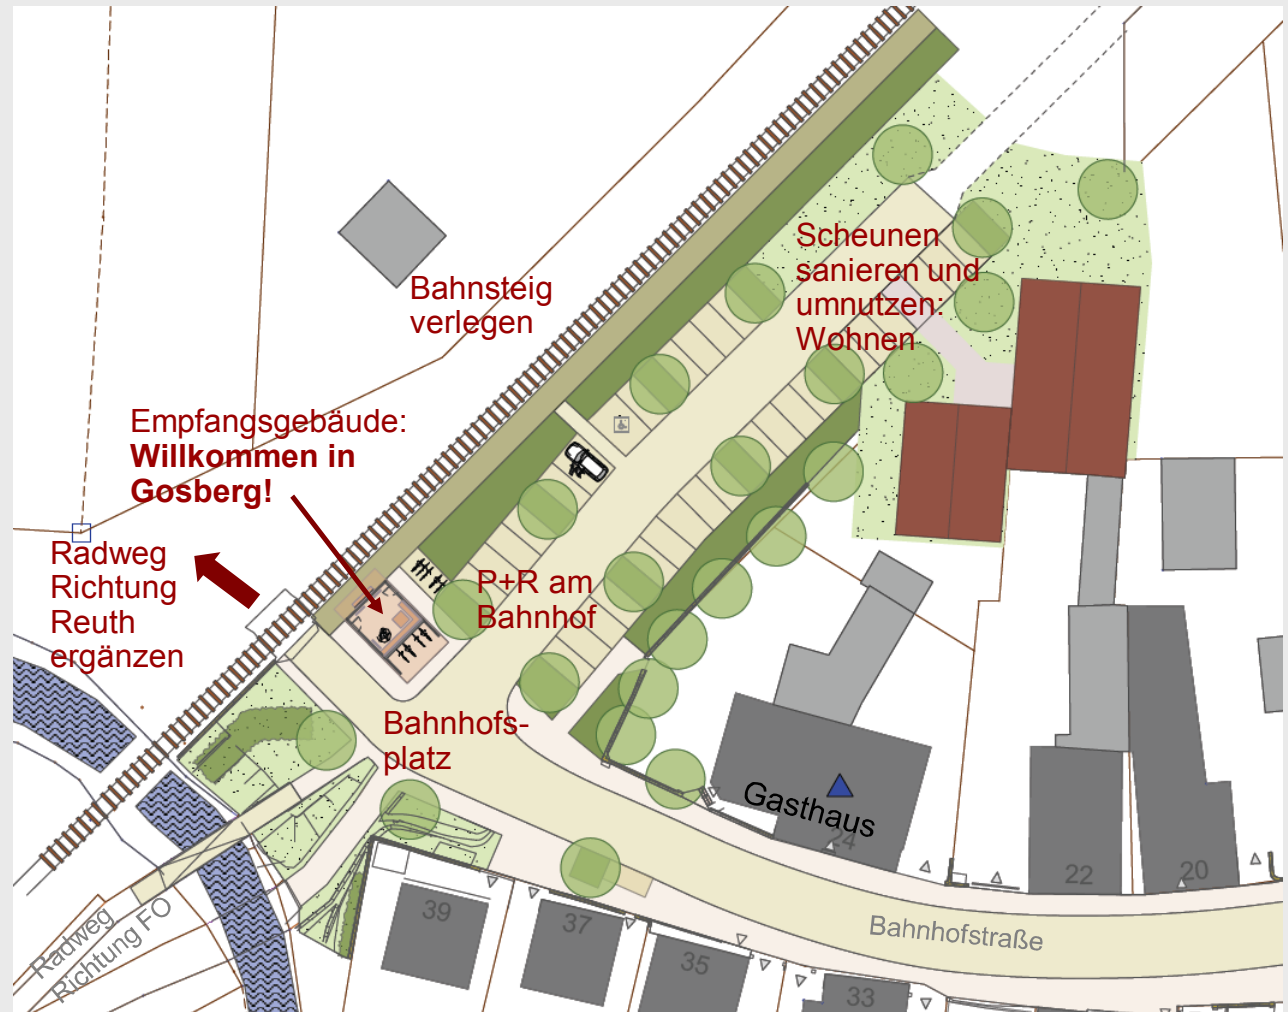 Scheunen
sanieren und
umnutzen:
Wohnen
Bahnsteig
verlegen
Empfangsgebäude:
Willkommen in
Gosberg!
Radweg
Richtung
Reuth
ergänzen
P+R am
Bahnhof
Bahnhofs-
platz
Gasthaus
24
22
20
Bahnhofstraße
39
37
35
33
Radweg
Richtung FO